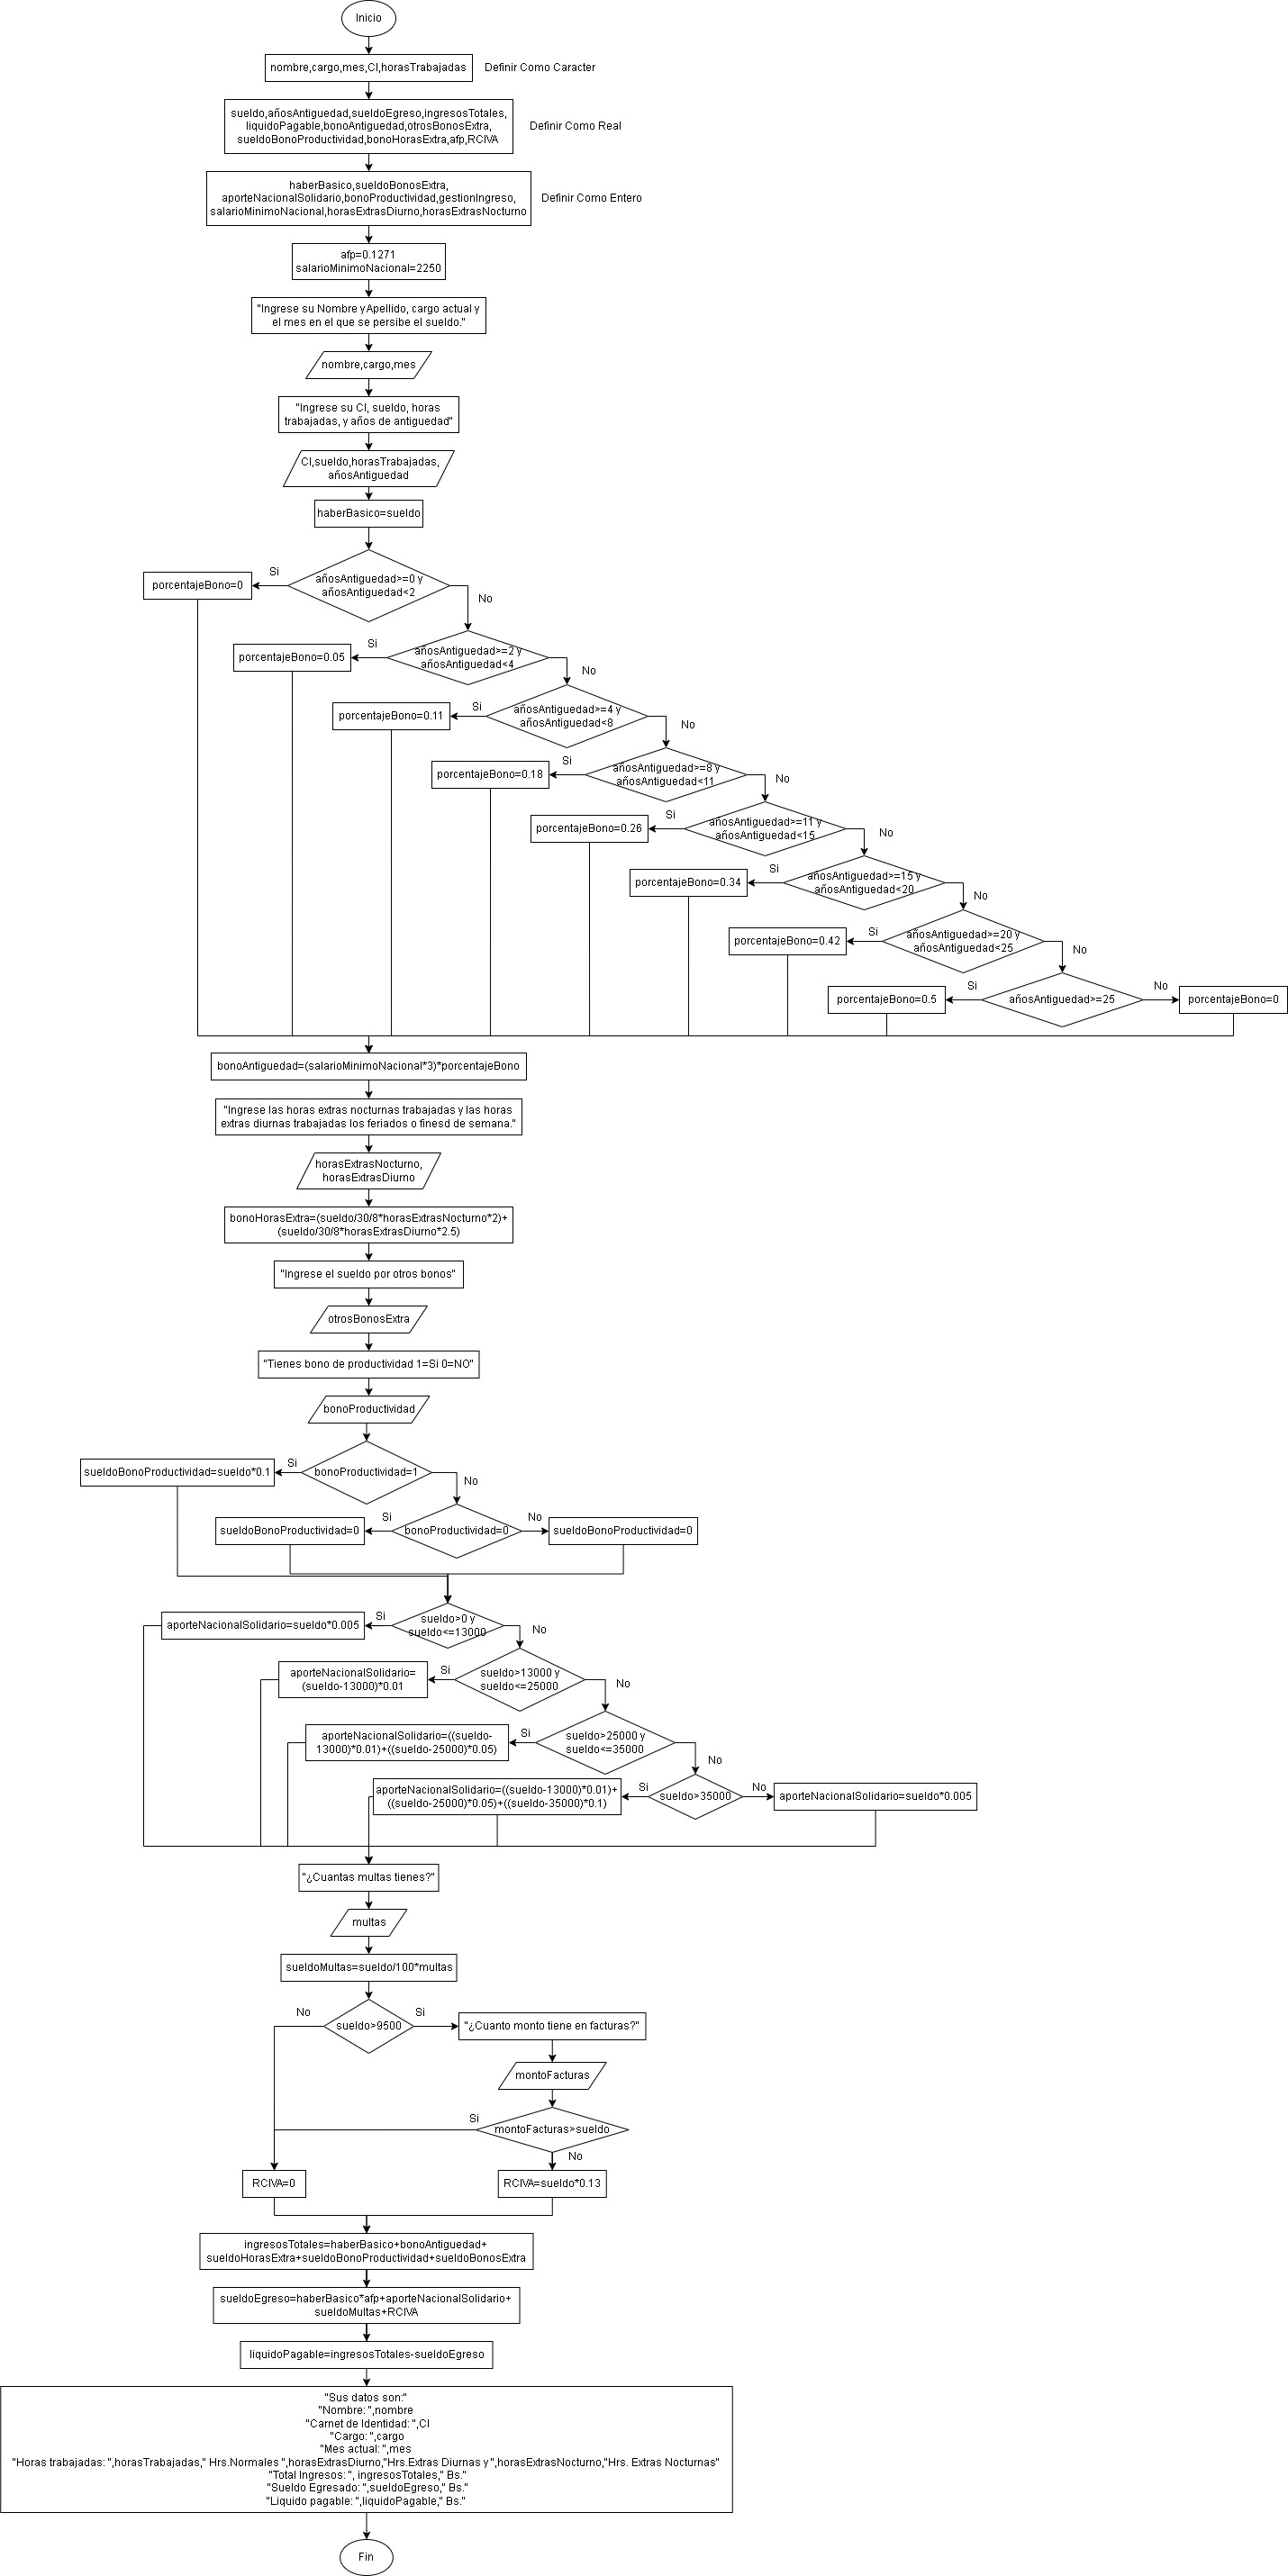 Inicio
nombre,cargo,mes,CI,horasTrabajadas
Definir Como Caracter
sueldo,añosAntiguedad,sueldoEgreso,ingresosTotales,
liquidoPagable,bonoAntiguedad,otrosBonosExtra,
sueldoBonoProductividad,bonoHorasExtra,afp,RCIVA
Definir Como Real
haberBasico,sueldoBonosExtra,
aporteNacionalSolidario,bonoProductividad,gestionIngreso,
salarioMinimoNacional,horasExtrasDiurno,horasExtrasNocturno
Definir Como Entero
afp=0.1271
salarioMinimoNacional=2250
"Ingrese su Nombre y Apellido, cargo actual y
el mes en el que se persibe el sueldo."
nombre,cargo,mes
"Ingrese su CI, sueldo, horas
trabajadas, y años de antiguedad"
CI,sueldo,horasTrabajadas,
añosAntiguedad
haberBasico=sueldo
Si
porcentajeBono=0
añosAntiguedad>=0 y
añosAntiguedad<2
No
Si
porcentajeBono=0.05
añosAntiguedad>=2 y
añosAntiguedad<4
No
Si
porcentajeBono=0.11
añosAntiguedad>=4 y
añosAntiguedad<8
No
Si
porcentajeBono=0.18
añosAntiguedad>=8 y
añosAntiguedad<11
No
Si
porcentajeBono=0.26
añosAntiguedad>=11 y
añosAntiguedad<15
No
Si
porcentajeBono=0.34
añosAntiguedad>=15 y
añosAntiguedad<20
No
Si
porcentajeBono=0.42
añosAntiguedad>=20 y
añosAntiguedad<25
No
Si
porcentajeBono=0.5
añosAntiguedad>=25
No
porcentajeBono=0
bonoAntiguedad=(salarioMinimoNacional*3)*porcentajeBono
"Ingrese las horas extras nocturnas trabajadas y las horas
extras diurnas trabajadas los feriados o finesd de semana."
horasExtrasNocturno,
horasExtrasDiurno
bonoHorasExtra=(sueldo/30/8*horasExtrasNocturno*2)+
(sueldo/30/8*horasExtrasDiurno*2.5)
"Ingrese el sueldo por otros bonos"
otrosBonosExtra
"Tienes bono de productividad 1=Si 0=NO"
bonoProductividad
Si
sueldoBonoProductividad=sueldo*0.1
bonoProductividad=1
No
Si
sueldoBonoProductividad=0
bonoProductividad=0
No
sueldoBonoProductividad=0
Si
aporteNacionalSolidario=sueldo*0.005
sueldo>0 y
sueldo<=13000
No
Si
aporteNacionalSolidario=
(sueldo-13000)*0.01
sueldo>13000 y
sueldo<=25000
No
Si
aporteNacionalSolidario=((sueldo-
13000)*0.01)+((sueldo-25000)*0.05)
sueldo>25000 y
sueldo<=35000
No
Si
aporteNacionalSolidario=((sueldo-13000)*0.01)+
((sueldo-25000)*0.05)+((sueldo-35000)*0.1)
sueldo>35000
No
aporteNacionalSolidario=sueldo*0.005
"¿Cuantas multas tienes?"
multas
sueldoMultas=sueldo/100*multas
No
sueldo>9500
Si
"¿Cuanto monto tiene en facturas?"
montoFacturas
Si
montoFacturas>sueldo
No
RCIVA=0
RCIVA=sueldo*0.13
ingresosTotales=haberBasico+bonoAntiguedad+
sueldoHorasExtra+sueldoBonoProductividad+sueldoBonosExtra
sueldoEgreso=haberBasico*afp+aporteNacionalSolidario+
sueldoMultas+RCIVA
liquidoPagable=ingresosTotales-sueldoEgreso
"Sus datos son:"
"Nombre: ",nombre
"Carnet de Identidad: ",CI
"Cargo: ",cargo
"Mes actual: ",mes
"Horas trabajadas: ",horasTrabajadas," Hrs.Normales ",horasExtrasDiurno,"Hrs.Extras Diurnas y ",horasExtrasNocturno,"Hrs. Extras Nocturnas"
"Total Ingresos: ", ingresosTotales," Bs."
"Sueldo Egresado: ",sueldoEgreso," Bs."
"Liquido pagable: ",liquidoPagable," Bs."
Fin